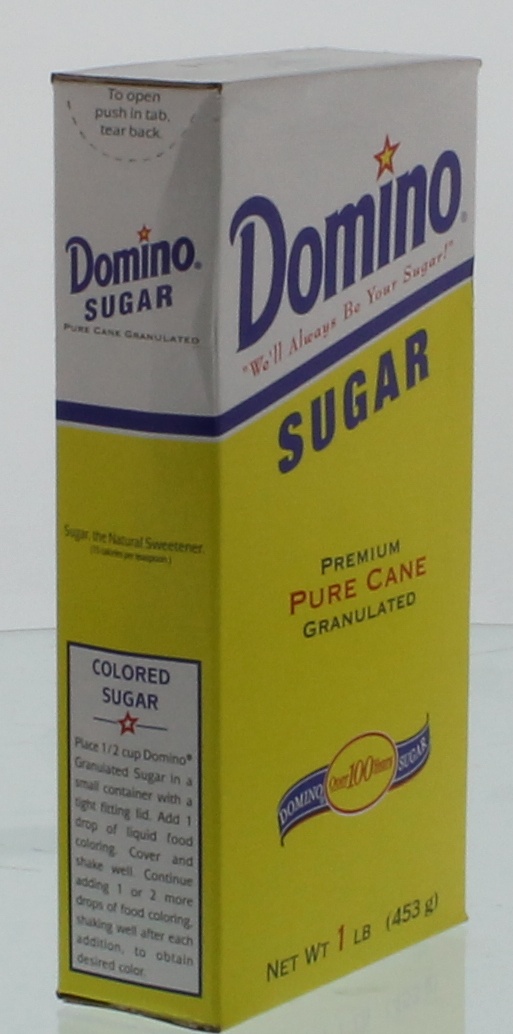 To open
push in tab,
tear back.
Domino®
SUGAR
PURE CANE GRANULATED
Sugar, the Natural Sweetener.
(15 calories per teaspoon.)
COLORED
SUGAR
Place 1/2 cup Domino®
Granulated Sugar in a
small container with a
tight fitting lid. Add 1
drop of liquid food
coloring. Cover and
shake well. Continue
adding 1 or 2 more
drops of food coloring,
shaking well after each
addition, to obtain
desired color.
Domino®
"We'll Always Be Your Sugar!"
SUGAR
PREMIUM
PURE CANE
GRANULATED
DOMINO Over 100 Years SUGAR
NET WT 1 LB (453 g)